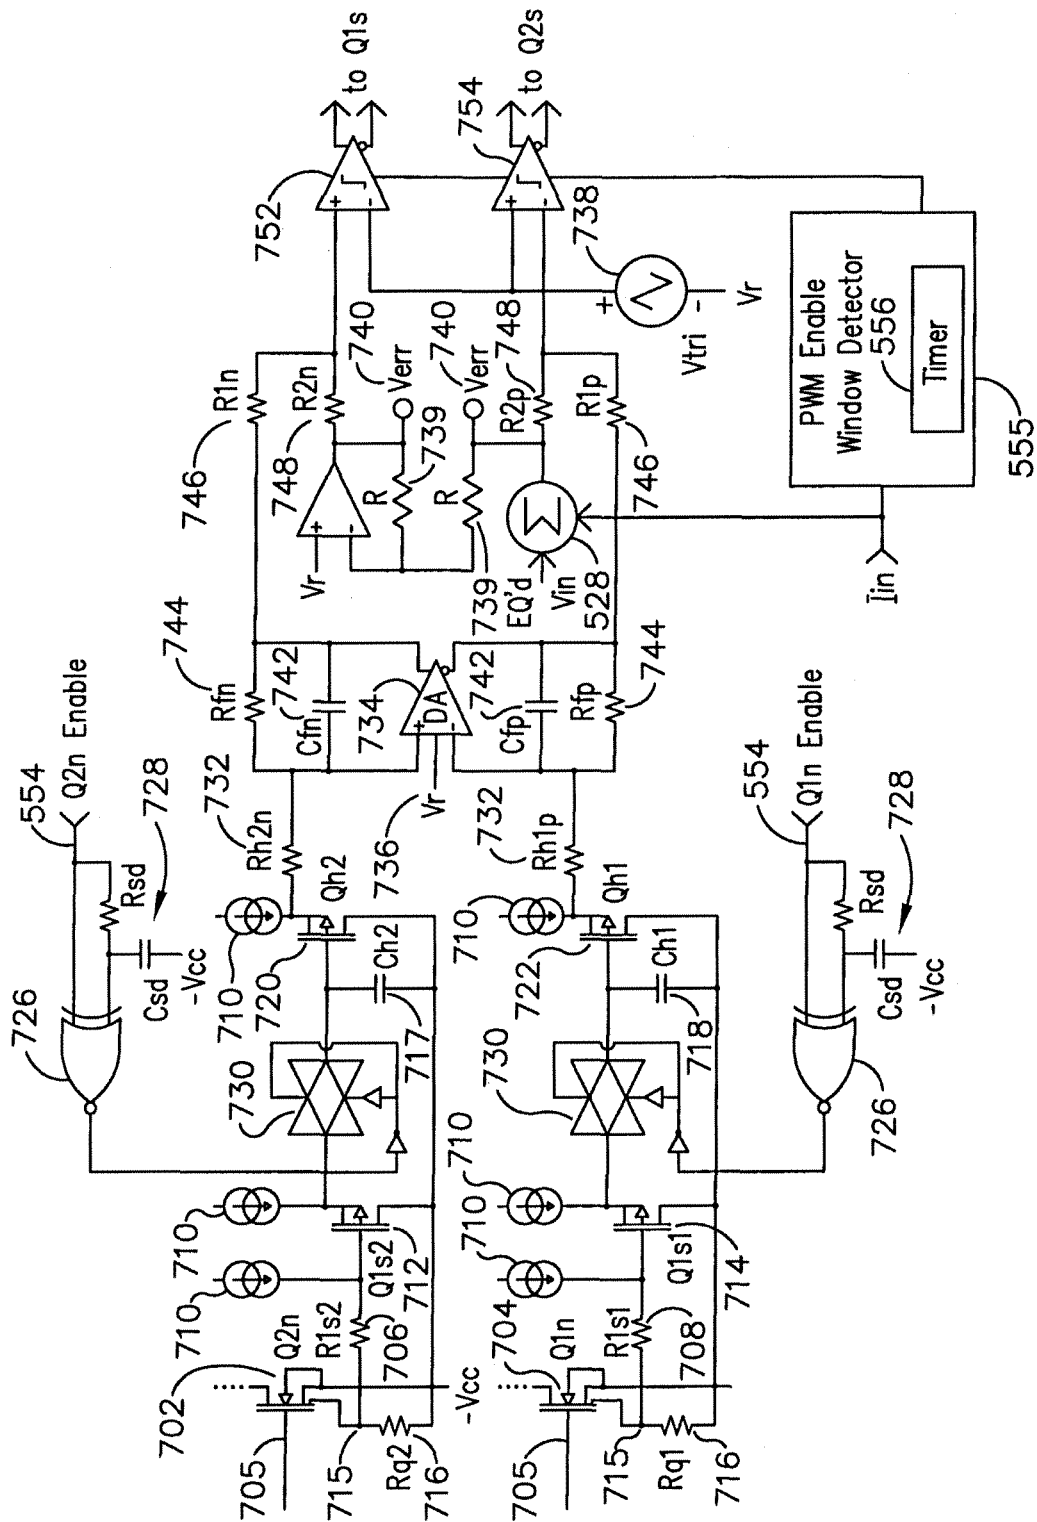 726
554
Q2n Enable
Rsd
728
Csd
-Vcc
702
Q2n
705
715
Rq2
716
R1s2
706
710
710
Q1s2
712
730
717
Ch2
710
720
Qh2
Rh2n
732
736
Vr
744
Rfn
742
Cfn
734
DA
+
-
742
Cfp
Rfp
744
746
R1n
748
R2n
Vr
+
-
R
739
R
739
740
Verr
740
Verr
R2p
748
Σ
EQ'd
Vin
528
R1p
746
752
+
-
to Q1s
754
+
-
to Q2s
738
+
-
Vtri
Vr
-Vcc
704
Q1n
705
715
Rq1
716
R1s1
708
710
710
Q1s1
714
730
718
Ch1
710
722
Qh1
Rh1p
732
726
554
Q1n Enable
Rsd
728
Csd
-Vcc
Iin
PWM Enable
Window Detector
556
Timer
555